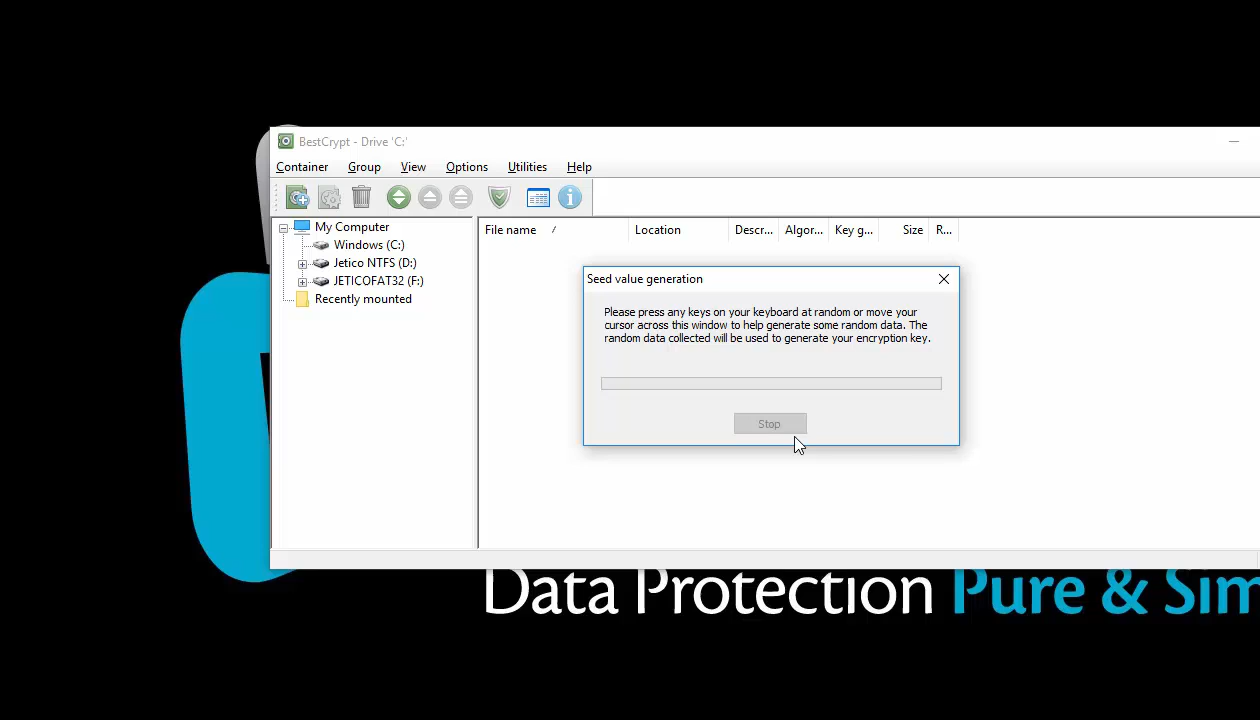 BestCrypt - Drive 'C:'
Container Group View Options Utilities Help
My Computer
Windows (C:)
Jetico NTFS (D:)
JETICOFAT32 (F:)
Recently mounted
File name / Location Descr... Algor... Key g... Size R...
Seed value generation
Please press any keys on your keyboard at random or move your
cursor across this window to help generate some random data. The
random data collected will be used to generate your encryption key.
Stop
Data Protection Pure & Sim